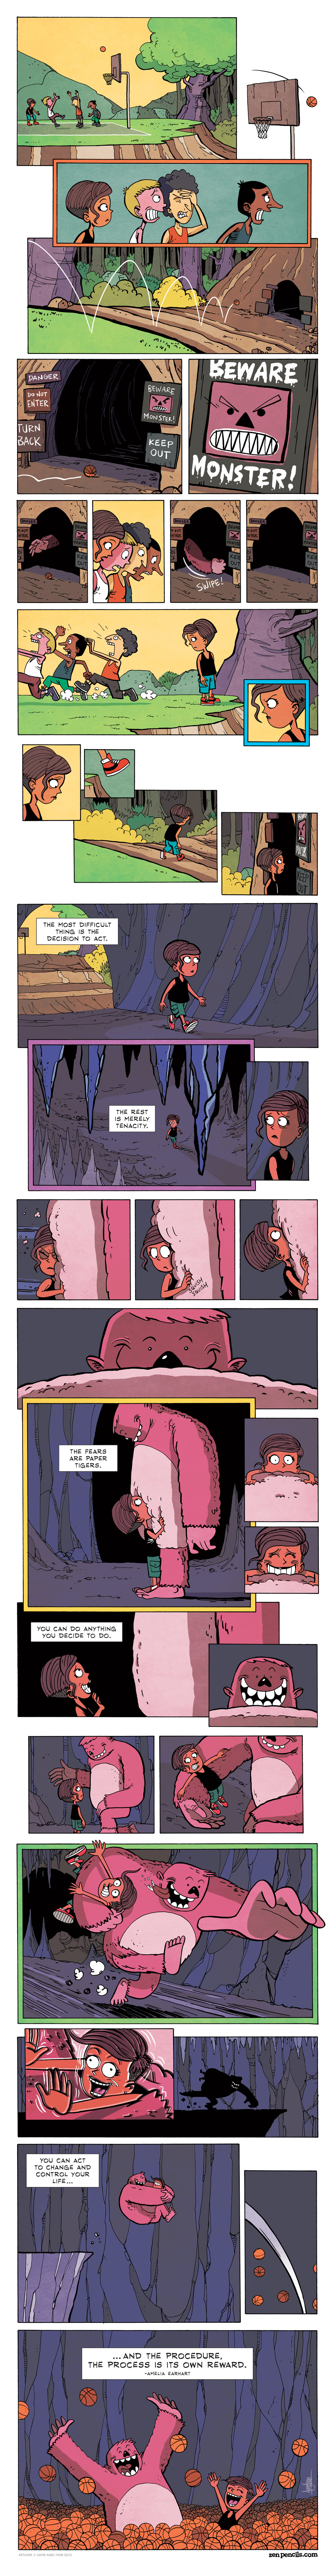 DANGER
DO NOT
ENTER
TURN
BACK
BEWARE
MONSTER!
KEEP
OUT
BEWARE
MONSTER!
SWIPE!
THE MOST DIFFICULT
THING IS THE
DECISION TO ACT.
THE REST
IS MERELY
TENACITY.
THE FEARS
ARE PAPER
TIGERS.
YOU CAN DO ANYTHING
YOU DECIDE TO DO.
YOU CAN ACT
TO CHANGE AND
CONTROL YOUR
LIFE...
...AND THE PROCEDURE,
THE PROCESS IS ITS OWN REWARD.
-AMELIA EARHART
zenpencils.com